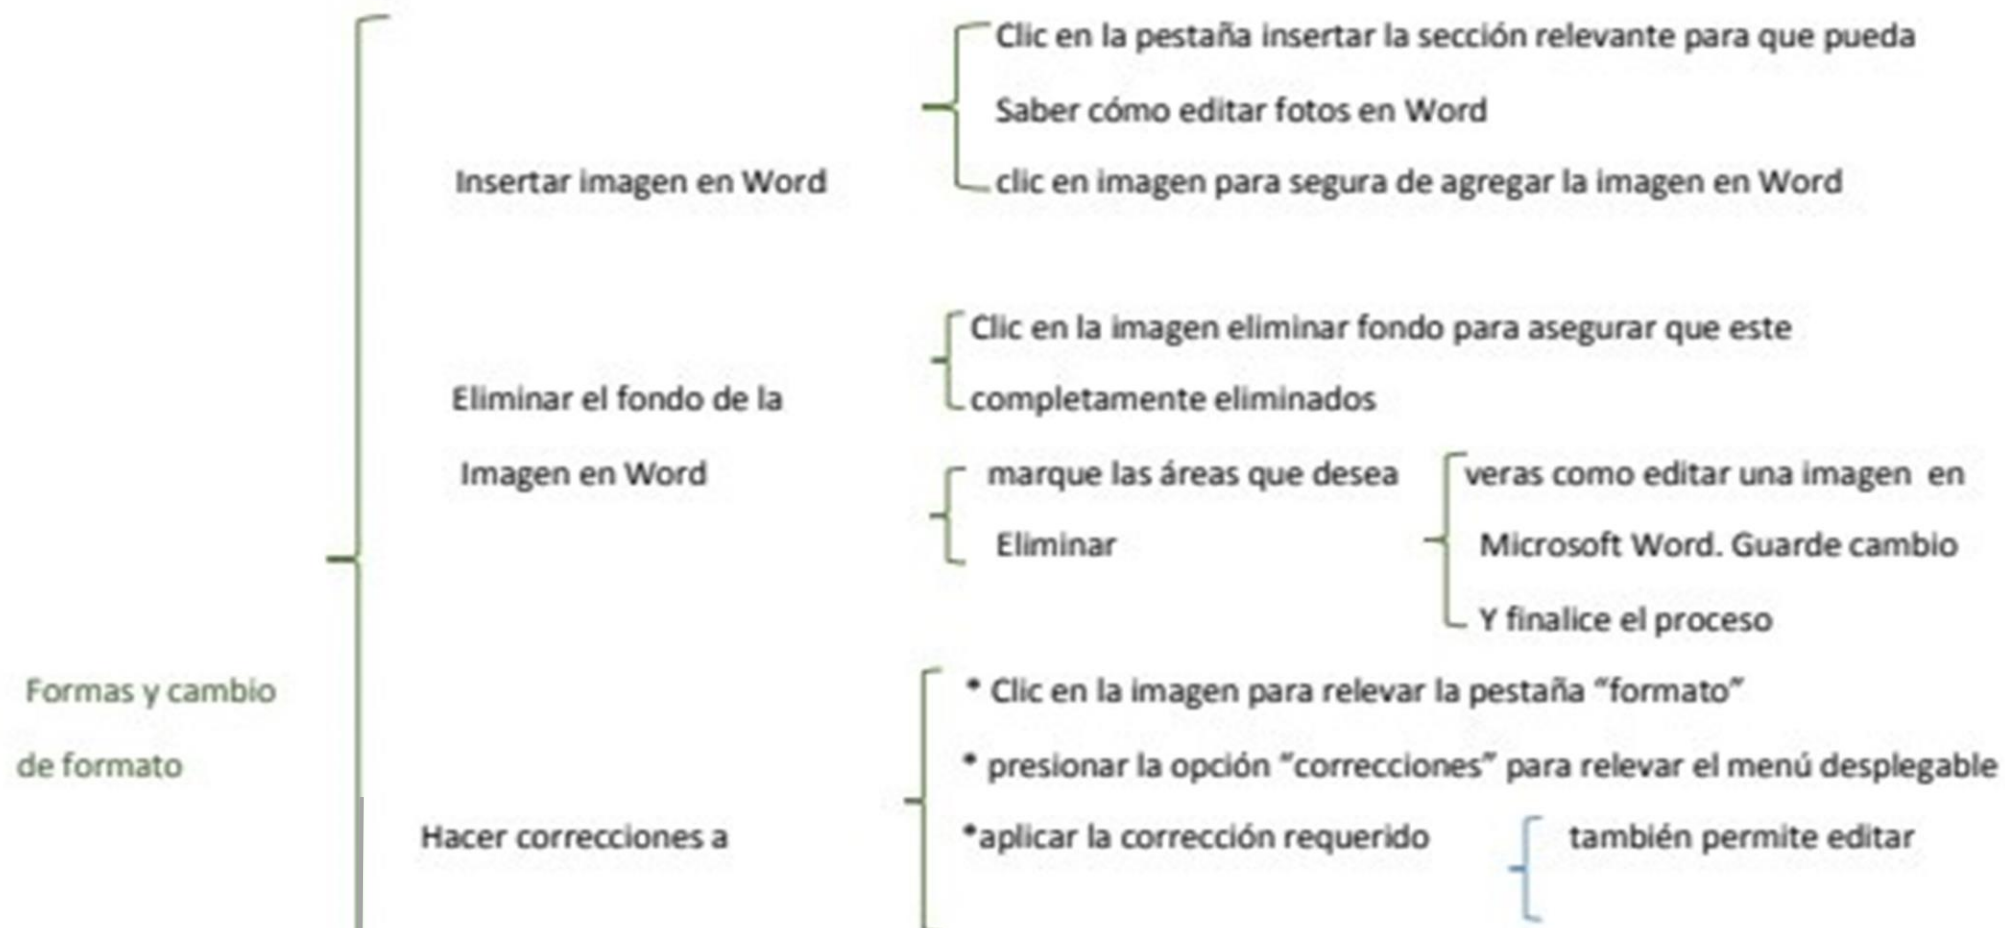 Clic en la pestaña insertar la sección relevante para que pueda
Saber cómo editar fotos en Word
Insertar imagen en Word
clic en imagen para segura de agregar la imagen en Word
Clic en la imagen eliminar fondo para asegurar que este
Eliminar el fondo de la
completamente eliminados
Imagen en Word
marque las áreas que desea
veras como editar una imagen en
Eliminar
Microsoft Word. Guarde cambio
Y finalice el proceso
Formas y cambio
* Clic en la imagen para relevar la pestaña “formato”
de formato
* presionar la opción “correcciones” para relevar el menú desplegable
Hacer correcciones a
*aplicar la corrección requerido
también permite editar